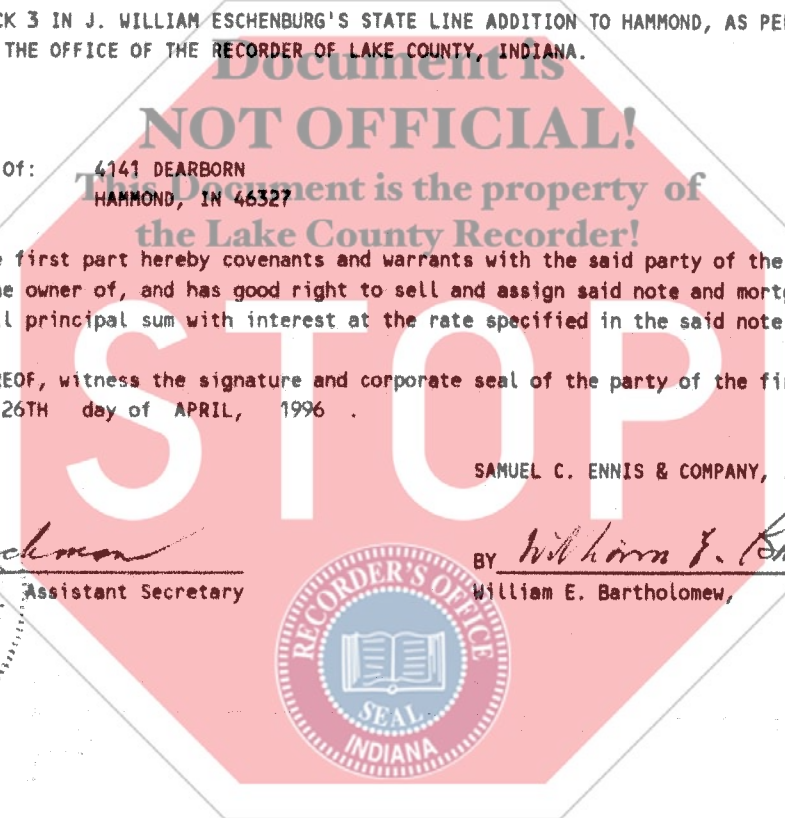 CK 3 IN J. WILLIAM ESCHENBURG'S STATE LINE ADDITION TO HAMMOND, AS PE
THE OFFICE OF THE RECORDER OF LAKE COUNTY, INDIANA.
Document is
NOT OFFICIAL!
Of: 4141 DEARBORN
This Document is the property of
HAMMOND, IN 46327
the Lake County Recorder!
e first part hereby covenants and warrants with the said party of the
he owner of, and has good right to sell and assign said note and mortg
l principal sum with interest at the rate specified in the said note
REOF, witness the signature and corporate seal of the party of the fi
26TH day of APRIL, 1996 .
STOP
SAMUEL C. ENNIS & COMPANY,
ckman
BY William
Assistant Secretary
William E. Bartholomew,
RECORDER'S OFFICE
SEAL
INDIANA